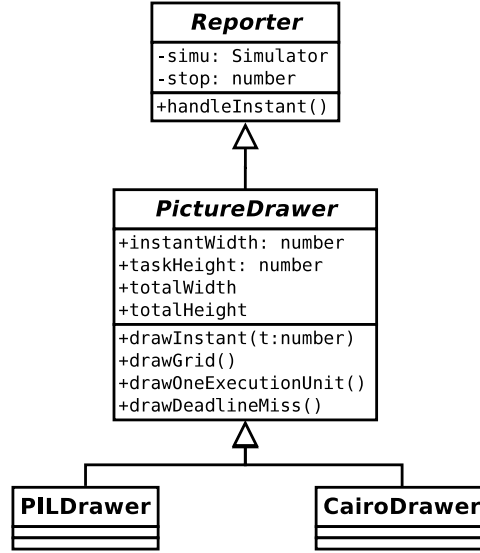 Reporter
-simu: Simulator
-stop: number
+handleInstant()
PictureDrawer
+instantWidth: number
+taskHeight: number
+totalWidth
+totalHeight
+drawInstant(t:number)
+drawGrid()
+drawOneExecutionUnit()
+drawDeadlineMiss()
PILDrawer
CairoDrawer